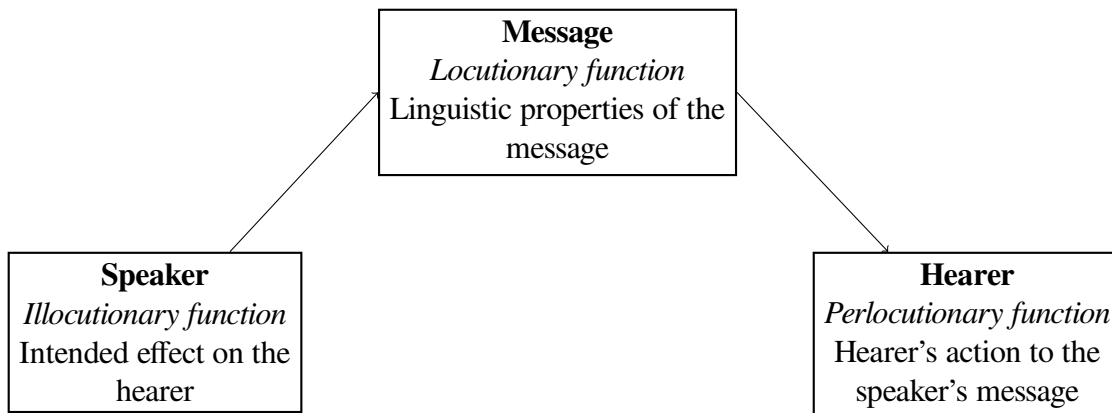 Message
Locutionary function
Linguistic properties of the
message
Speaker
Illocutionary function
Intended effect on the
hearer
Hearer
Perlocutionary function
Hearer's action to the
speaker's message